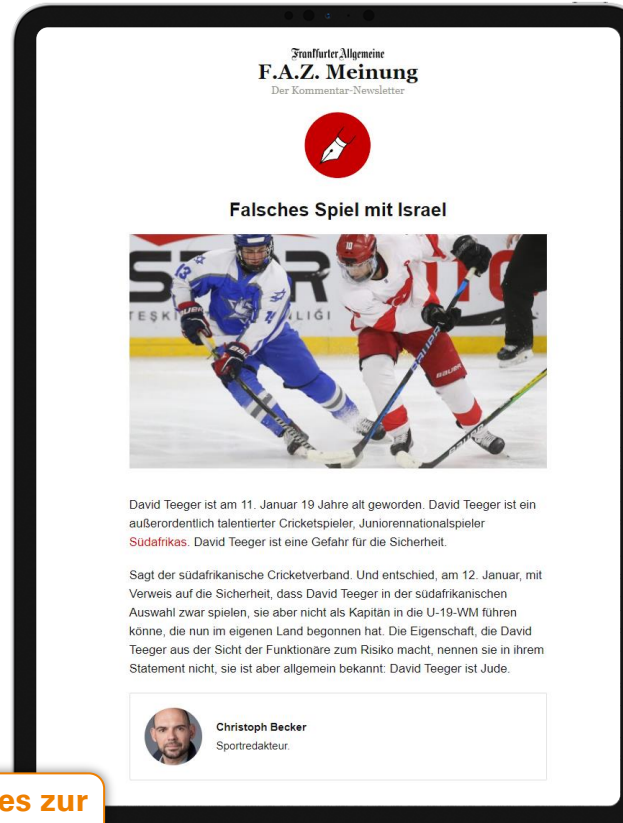 Frankfurter Allgemeine
F.A.Z. Meinung
Der Kommentar-Newsletter
Falsches Spiel mit Israel
13
10
BAUER
BAUER
BAUER
David Teeger ist am 11. Januar 19 Jahre alt geworden. David Teeger ist ein
außerordentlich talentierter Cricketspieler, Juniorennationalspieler
Südafrikas. David Teeger ist eine Gefahr für die Sicherheit.
Sagt der südafrikanische Cricketverband. Und entschied, am 12. Januar, mit
Verweis auf die Sicherheit, dass David Teeger in der südafrikanischen
Auswahl zwar spielen, sie aber nicht als Kapitän in die U-19-WM führen
könne, die nun im eigenen Land begonnen hat. Die Eigenschaft, die David
Teeger aus der Sicht der Funktionäre zum Risiko macht, nennen sie in ihrem
Statement nicht, sie ist aber allgemein bekannt: David Teeger ist Jude.
Christoph Becker
Sportredakteur.
es zur